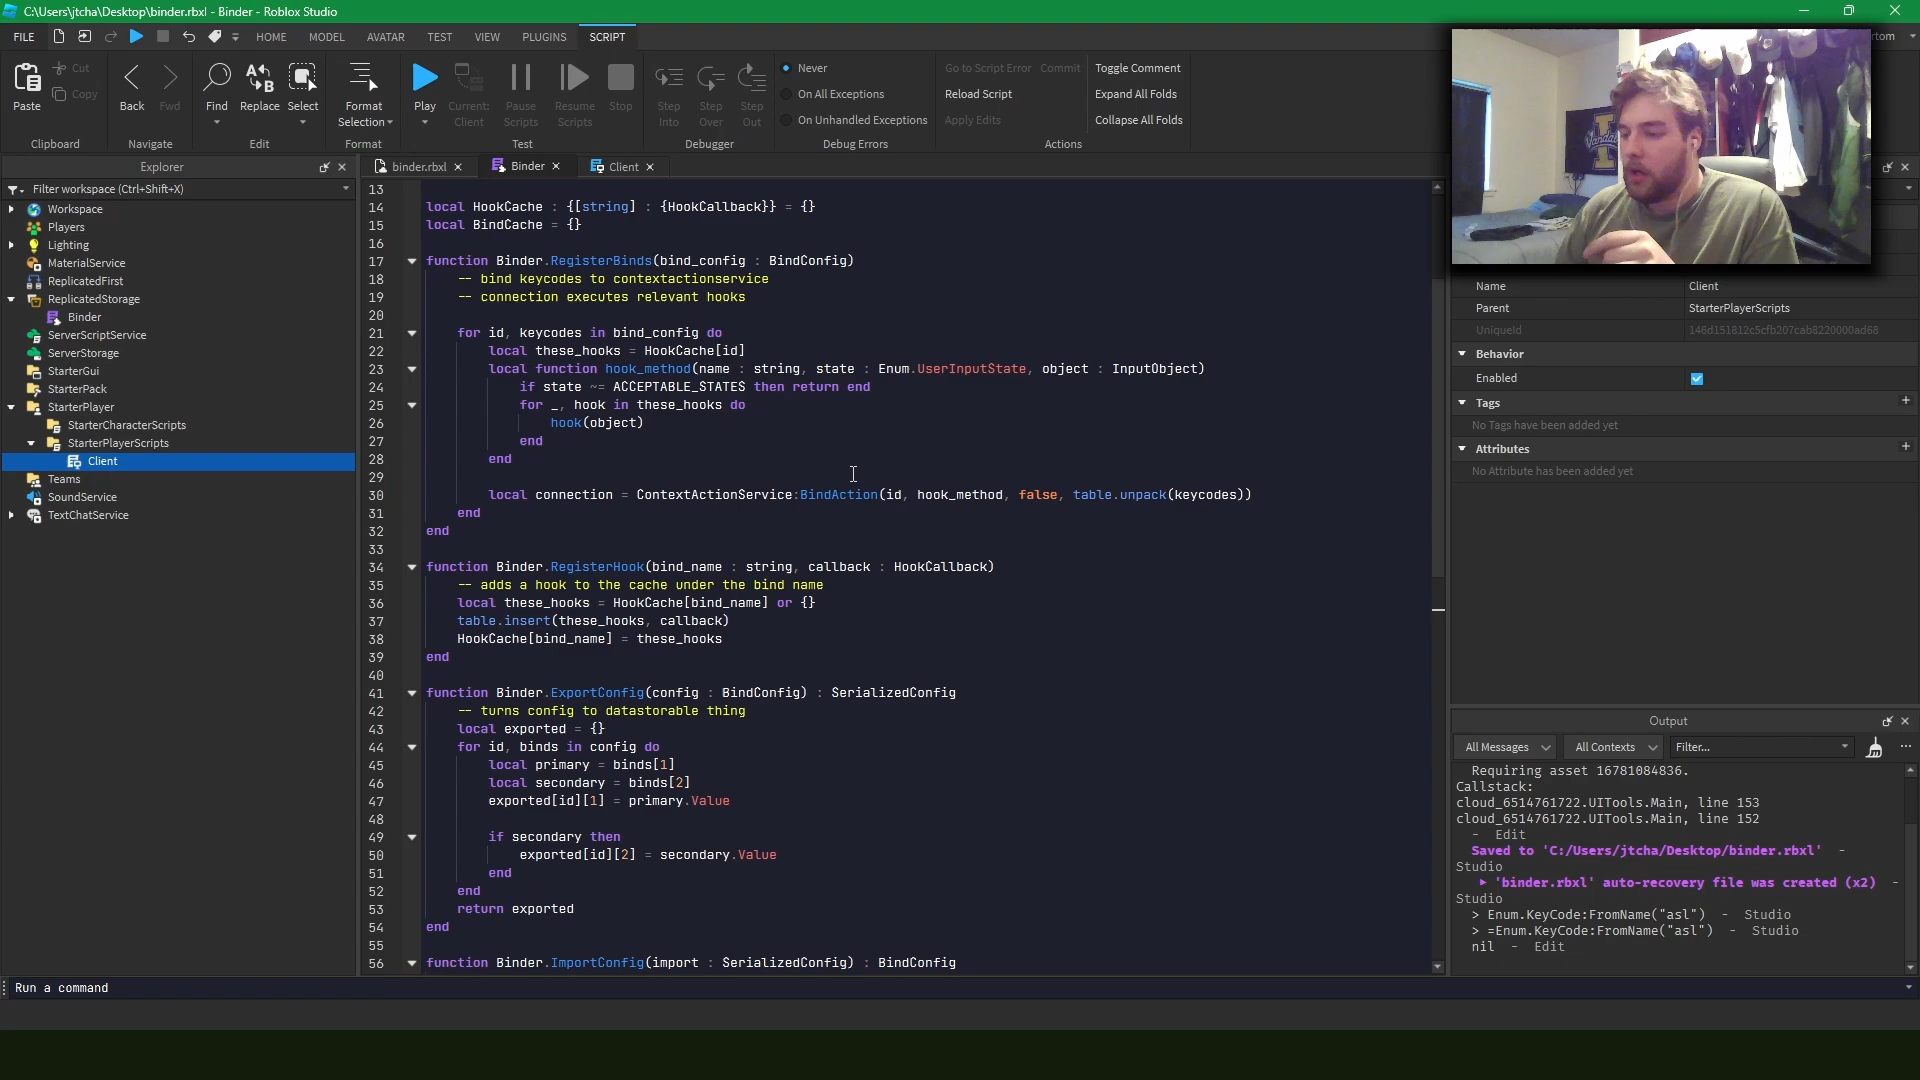 C:\Users\jtcha\Desktop\binder.rbxl - Binder - Roblox Studio
FILE HOME MODEL AVATAR TEST VIEW PLUGINS SCRIPT
Paste Cut Copy Clipboard
Back Fwd Navigate
Find Replace Select Edit
Format Selection Format
Play Current: Client Pause Scripts Resume Scripts Stop Test
Step Into Step Over Step Out Debugger
Never
On All Exceptions
On Unhandled Exceptions
Debug Errors
Go to Script Error Commit Toggle Comment
Reload Script Expand All Folds
Apply Edits Collapse All Folds
Actions
Explorer
Filter workspace (Ctrl+Shift+X)
Workspace
Players
Lighting
MaterialService
ReplicatedFirst
ReplicatedStorage
Binder
ServerScriptService
ServerStorage
StarterGui
StarterPack
StarterPlayer
StarterCharacterScripts
StarterPlayerScripts
Client
Teams
SoundService
TextChatService
binder.rbxl Binder Client
13
14 local HookCache : {[string] : {HookCallback}} = {}
15 local BindCache = {}
16
17 function Binder.RegisterBinds(bind_config : BindConfig)
18 -- bind keycodes to contextactionservice
19 -- connection executes relevant hooks
20
21 for id, keycodes in bind_config do
22 local these_hooks = HookCache[id]
23 local function hook_method(name : string, state : Enum.UserInputState, object : InputObject)
24 if state ~= ACCEPTABLE_STATES then return end
25 for _, hook in these_hooks do
26 hook(object)
27 end
28 end
29
30 local connection = ContextActionService:BindAction(id, hook_method, false, table.unpack(keycodes))
31 end
32 end
33
34 function Binder.RegisterHook(bind_name : string, callback : HookCallback)
35 -- adds a hook to the cache under the bind name
36 local these_hooks = HookCache[bind_name] or {}
37 table.insert(these_hooks, callback)
38 HookCache[bind_name] = these_hooks
39 end
40
41 function Binder.ExportConfig(config : BindConfig) : SerializedConfig
42 -- turns config to datastorable thing
43 local exported = {}
44 for id, binds in config do
45 local primary = binds[1]
46 local secondary = binds[2]
47 exported[id][1] = primary.Value
48
49 if secondary then
50 exported[id][2] = secondary.Value
51 end
52 end
53 return exported
54 end
55
56 function Binder.ImportConfig(import : SerializedConfig) : BindConfig
Vandals
Name Client
Parent StarterPlayerScripts
UniqueId 146d151812c5cfb207cab8220000ad68
Behavior
Enabled
Tags
No Tags have been added yet
Attributes
No Attribute has been added yet
Output
All Messages All Contexts Filter...
Requiring asset 16781084836.
Callstack:
cloud_6514761722.UITools.Main, line 153
cloud_6514761722.UITools.Main, line 152
- Edit
Saved to 'C:/Users/jtcha/Desktop/binder.rbxl' -
Studio
'binder.rbxl' auto-recovery file was created (x2) -
Studio
> Enum.KeyCode:FromName("asl") - Studio
> =Enum.KeyCode:FromName("asl") - Studio
nil - Edit
Run a command